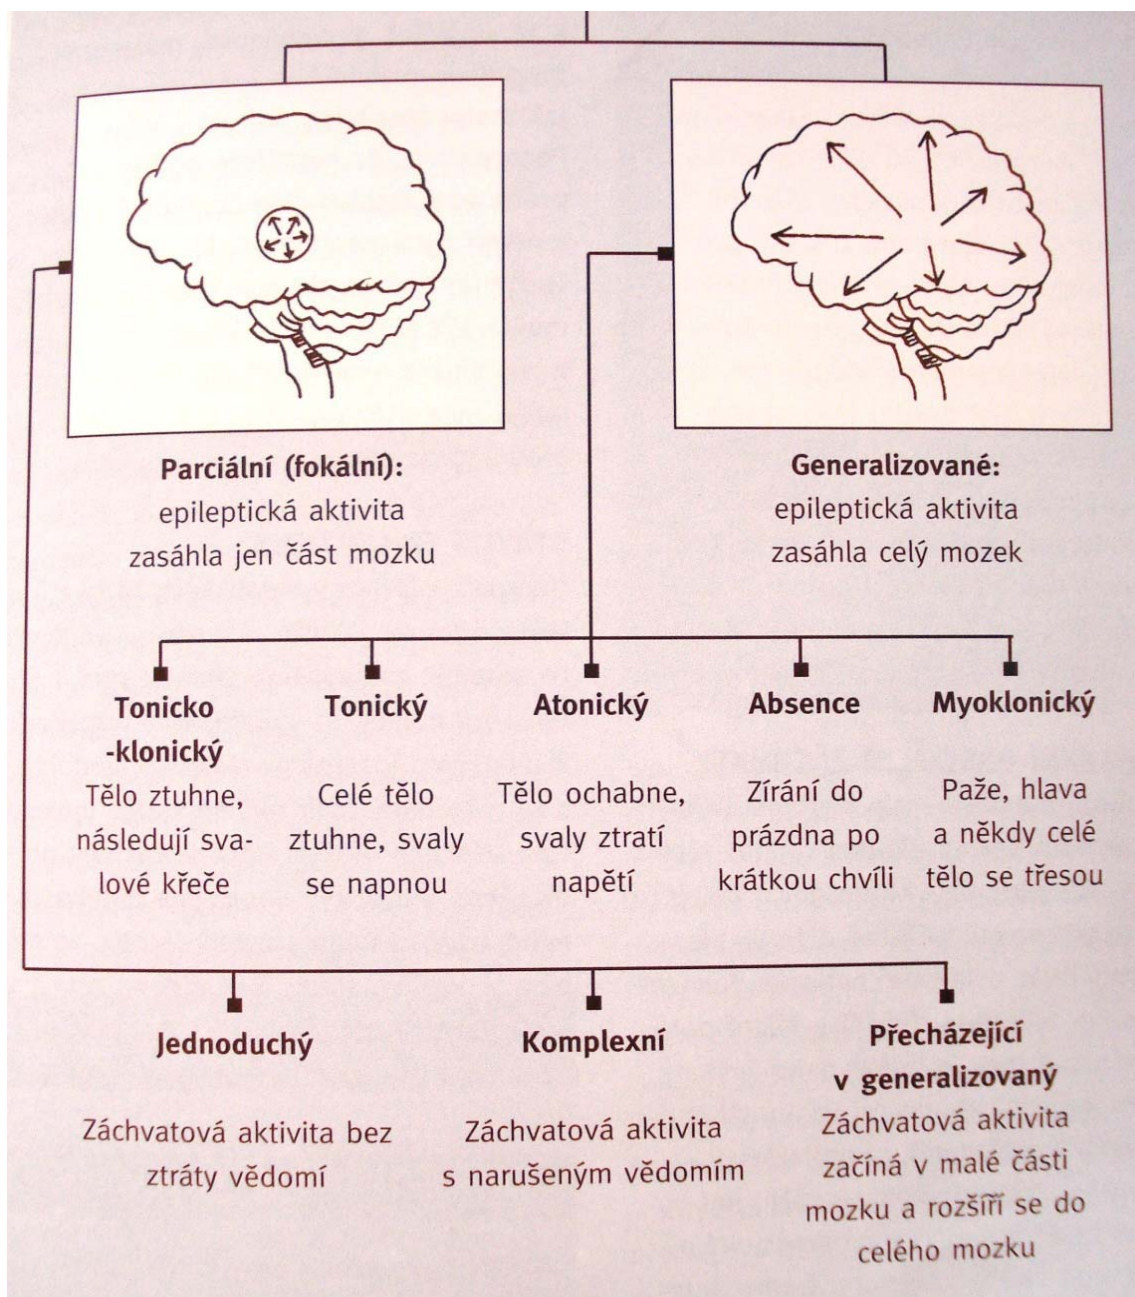 Parciální (fokální):
epileptická aktivita
zasáhla jen část mozku
Generalizované:
epileptická aktivita
zasáhla celý mozek
Tonicko
-klonický
Tělo ztuhne,
následují sva-
lové křeče
Tonický
Celé tělo
ztuhne, svaly
se napnou
Atonický
Tělo ochabne,
svaly ztratí
napětí
Absence
Zírání do
prázdna po
krátkou chvíli
Myoklonický
Paže, hlava
a někdy celé
tělo se třesou
Jednoduchý
Záchvatová aktivita bez
ztráty vědomí
Komplexní
Záchvatová aktivita
s narušeným vědomím
Přecházející
v generalizovaný
Záchvatová aktivita
začíná v malé části
mozku a rozšíří se do
celého mozku